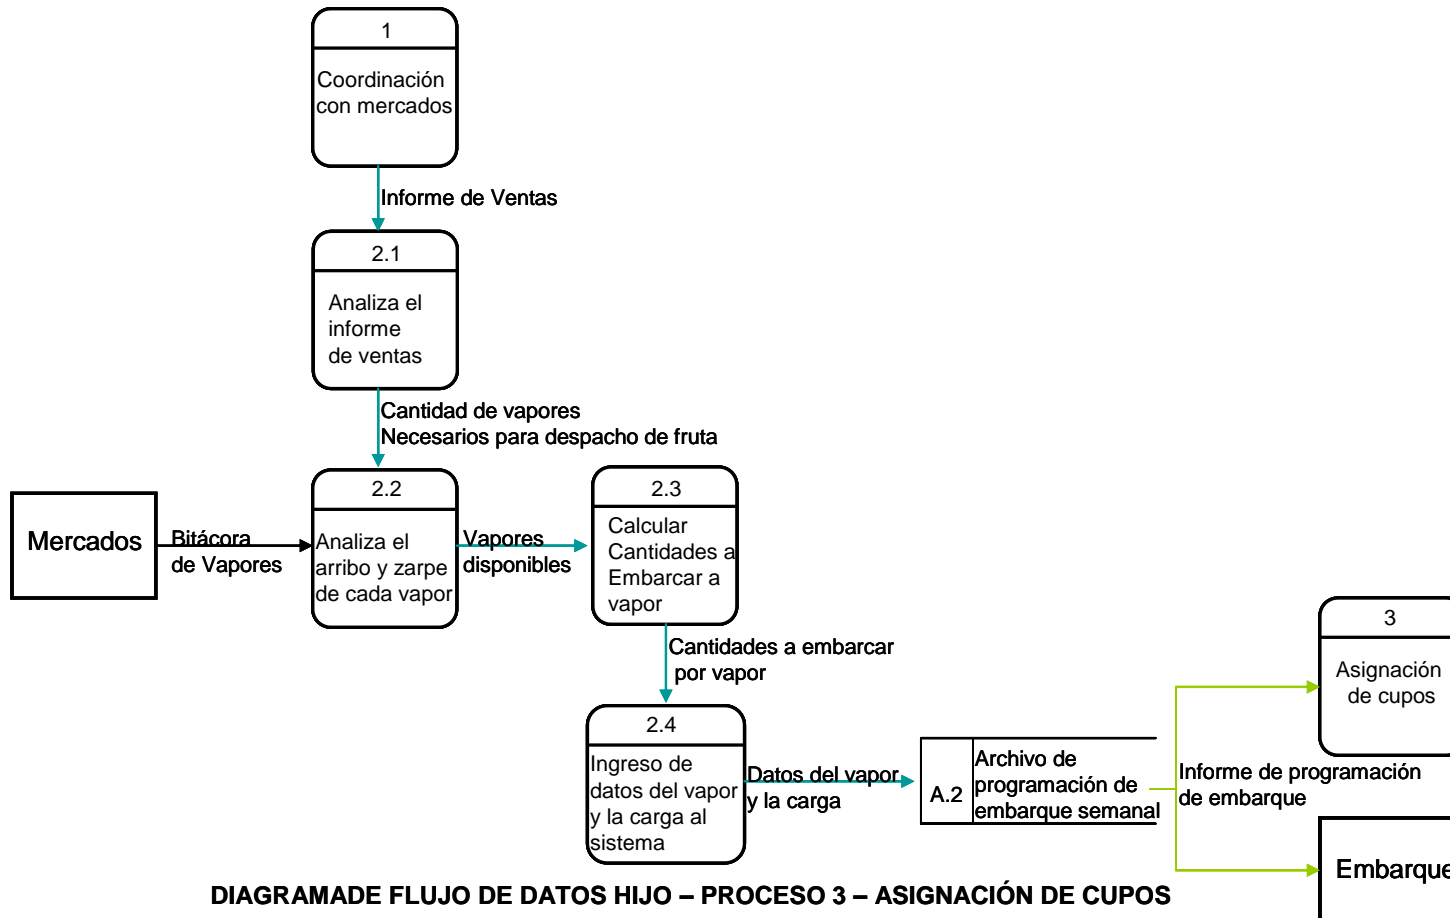 1
Coordinación
con mercados
Informe de Ventas
2.1
Analiza el
informe
de ventas
Cantidad de vapores
Necesarios para despacho de fruta
Mercados
Bitácora
de Vapores
2.2
Analiza el
arribo y zarpe
de cada vapor
Vapores
disponibles
2.3
Calcular
Cantidades a
Embarcar a
vapor
Cantidades a embarcar
por vapor
2.4
Ingreso de
datos del vapor
y la carga al
sistema
Datos del vapor
y la carga
A.2
Archivo de
programación de
embarque semanal
Informe de programación
de embarque
3
Asignación
de cupos
Embarque
DIAGRAMADE FLUJO DE DATOS HIJO – PROCESO 3 – ASIGNACIÓN DE CUPOS